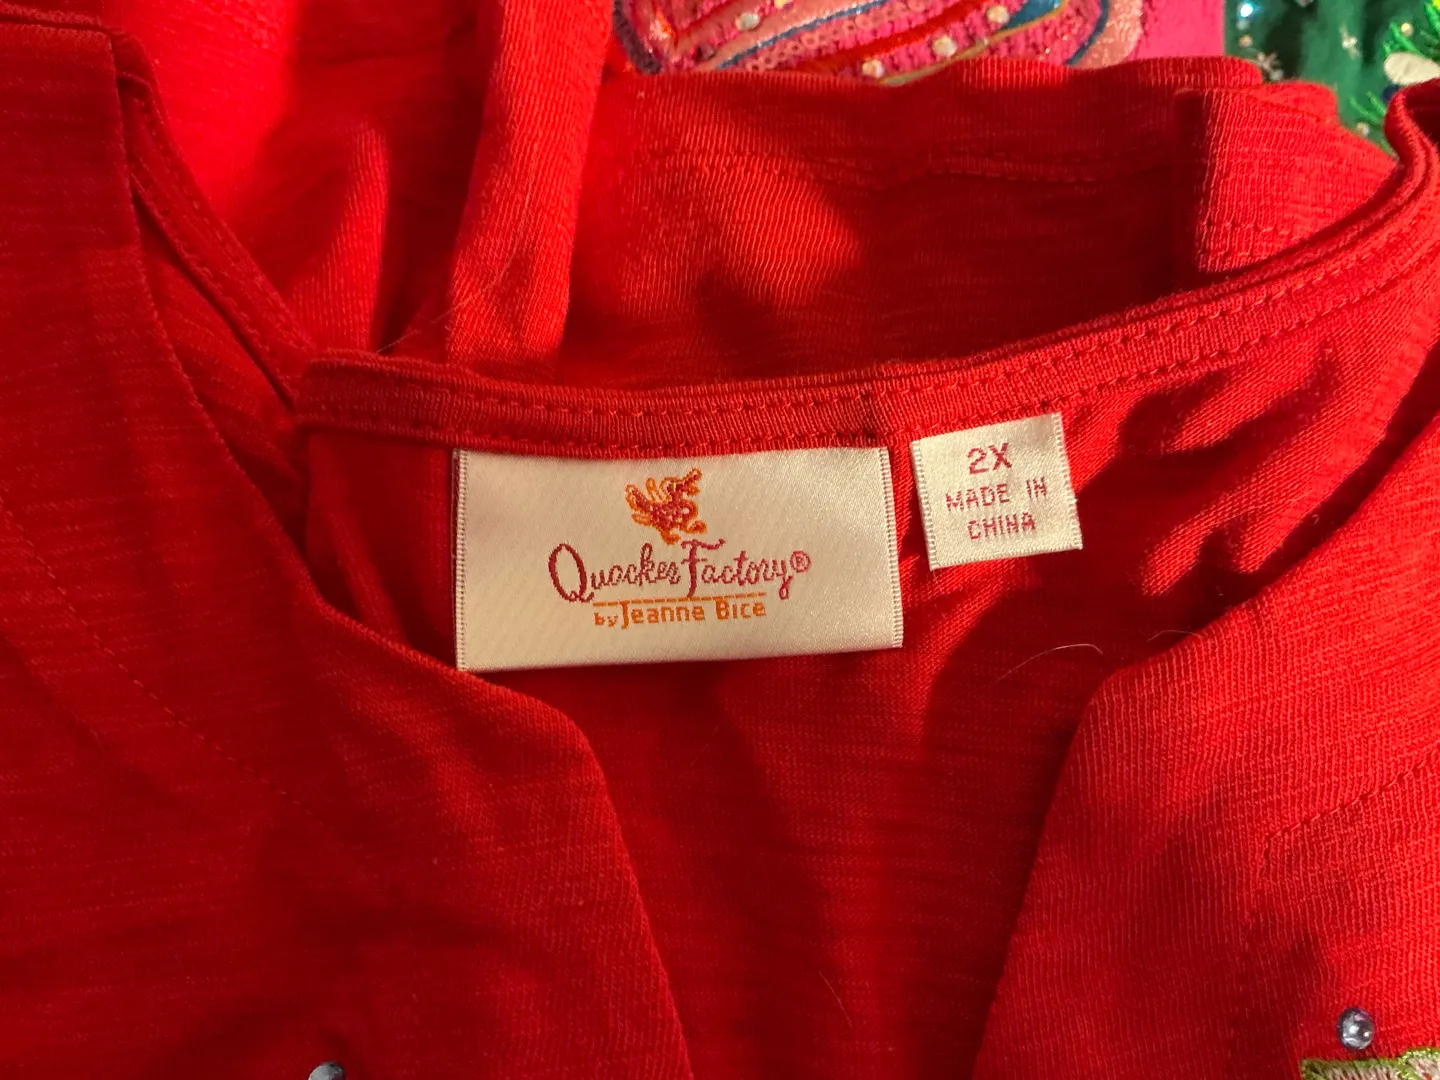 Quacker Factory®
by Jeanne Bice
2X
MADE IN
CHINA